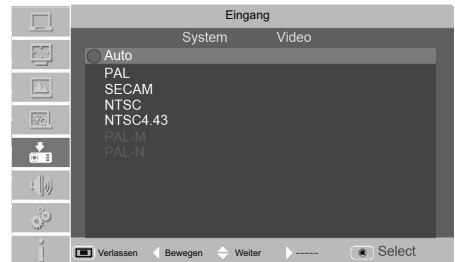 Eingang
System Video
Auto
PAL
SECAM
NTSC
NTSC4.43
PAL-M
PAL-N
Verlassen Bewegen Weiter ----- Select